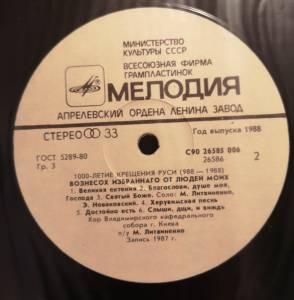 МИНИСТЕРСТВО
КУЛЬТУРЫ СССР
ВСЕСОЮЗНАЯ ФИРМА
ГРАМПЛАСТИНОК
МЕЛОДИЯ
АПРЕЛЕВСКИЙ ОРДЕНА ЛЕНИНА ЗАВОД
СТЕРЕО 33
Год выпуска 1988
ГОСТ 5289-80
Гр. 3
С90 26585 006
26586
2
1000-ЛЕТИЕ КРЕЩЕНИЯ РУСИ (988 — 1988)
ВОЗНЕСОХ ИЗБРАННАГО ОТ ЛЮДЕЙ МОИХ
1. Великая ектения 2. Благослови, душе моя,
Господа 3. Святый Боже. Соло: М. Литвиненко,
Э. Новаковский. 4. Херувимская песнь
5. Достойно есть 6. Слыши, дщи, и виждь
Хор Владимирского кафедрального
собора г. Киева
п/у М. Литвиненко
Запись 1987 г.